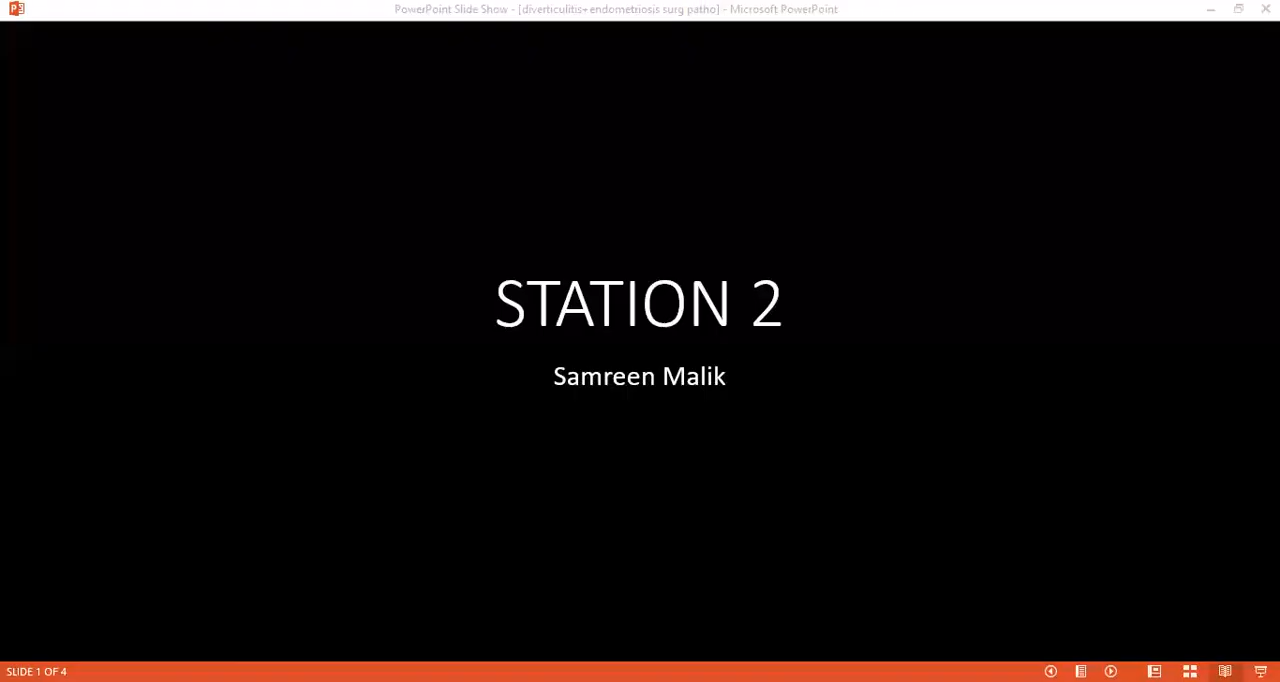 PowerPoint Slide Show - [diverticulitis+endometriosis surg patho] - Microsoft PowerPoint
STATION 2
Samreen Malik
SLIDE 1 OF 4